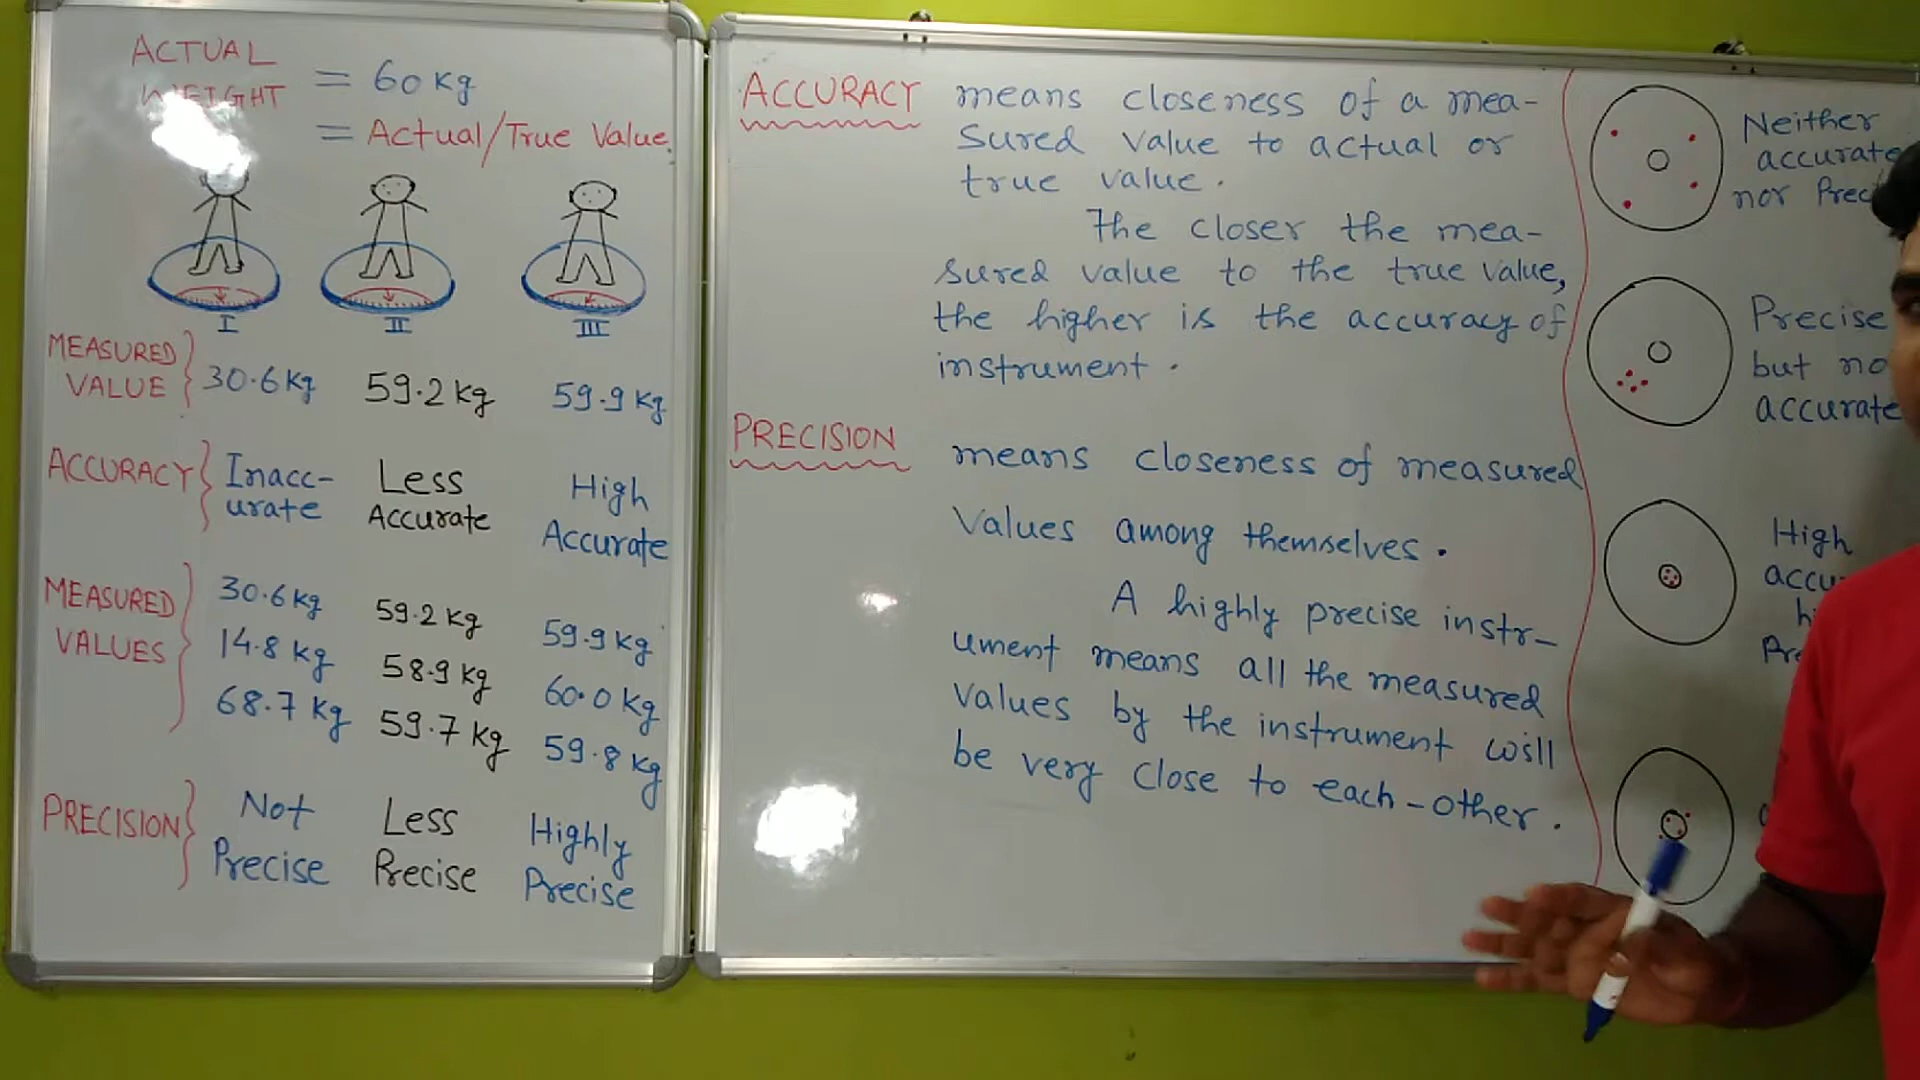 ACTUAL
WEIGHT = 60 Kg
= Actual/True Value
I II III
MEASURED
VALUE } 30.6 Kg 59.2 kg 59.9 Kg
ACCURACY } Inacc-
urate
Less
Accurate
High
Accurate
MEASURED
VALUES }
30.6 kg
14.8 kg
68.7 kg
59.2 kg
58.9 kg
59.7 kg
59.9 kg
60.0 kg
59.8 kg
PRECISION }
Not
Precise
Less
Precise
Highly
Precise
ACCURACY means closeness of a mea-
sured value to actual or
true value.
The closer the mea-
sured value to the true value,
the higher is the accuracy of
instrument.
PRECISION means closeness of measured
Values among themselves.
A highly precise instr-
ument means all the measured
values by the instrument will
be very close to each-other.
Neither
accurate
nor Prec
Precise
but no
accurate
High
accu
Pre